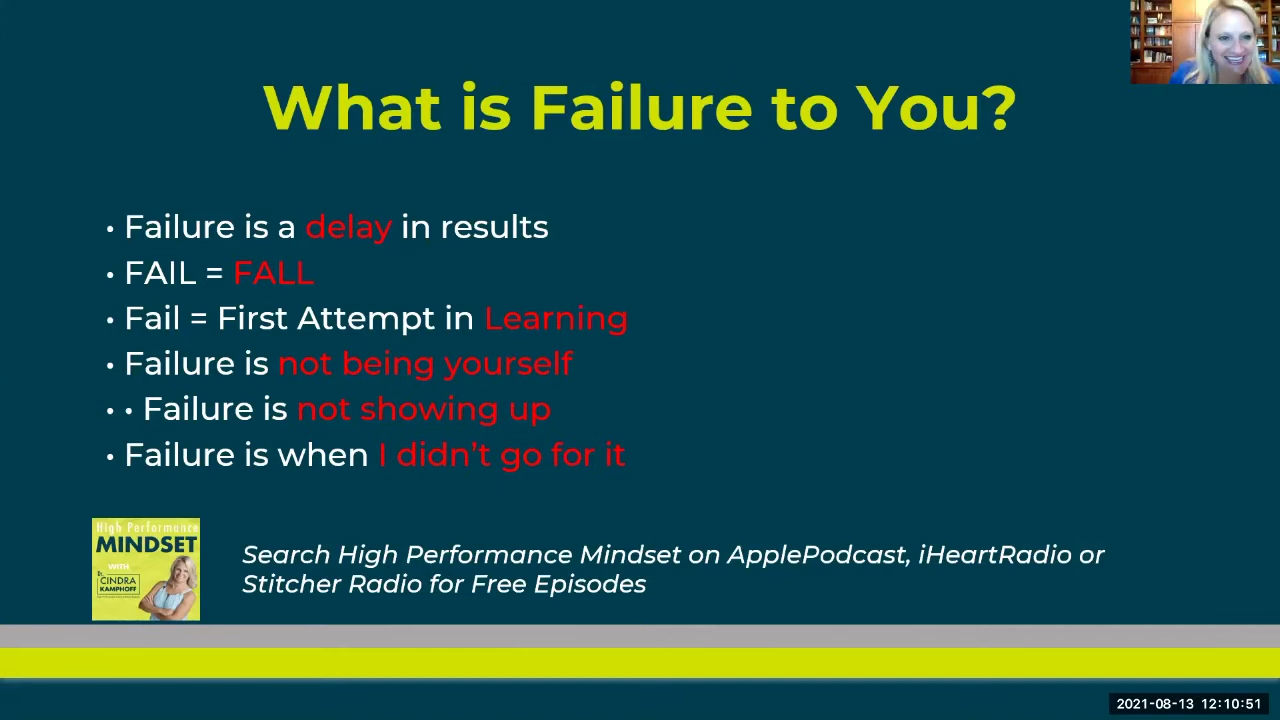 What is Failure to You?
• Failure is a delay in results
• FAIL = FALL
• Fail = First Attempt in Learning
• Failure is not being yourself
• • Failure is not showing up
• Failure is when I didn’t go for it
High Performance
MINDSET
WITH
Dr.
CINDRA
KAMPHOFF
Search High Performance Mindset on ApplePodcast, iHeartRadio or
Stitcher Radio for Free Episodes
2021-08-13 12:10:51